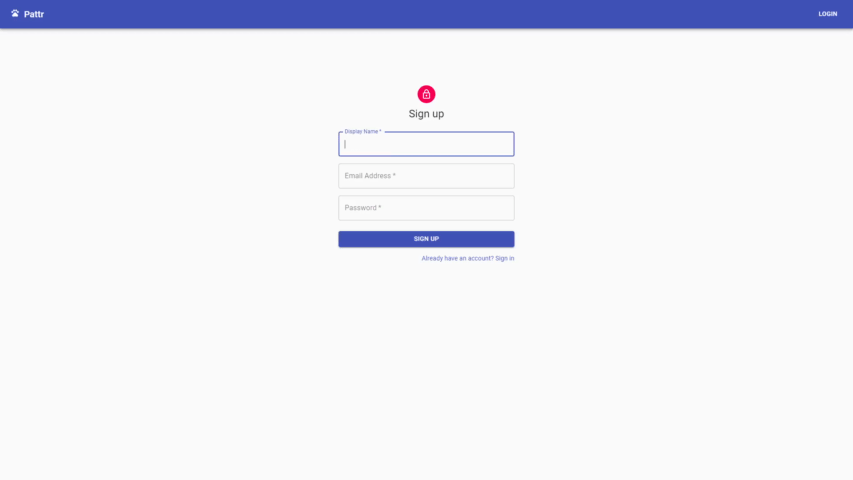 Pattr
LOGIN
Sign up
Display Name *
Email Address *
Password *
SIGN UP
Already have an account? Sign in